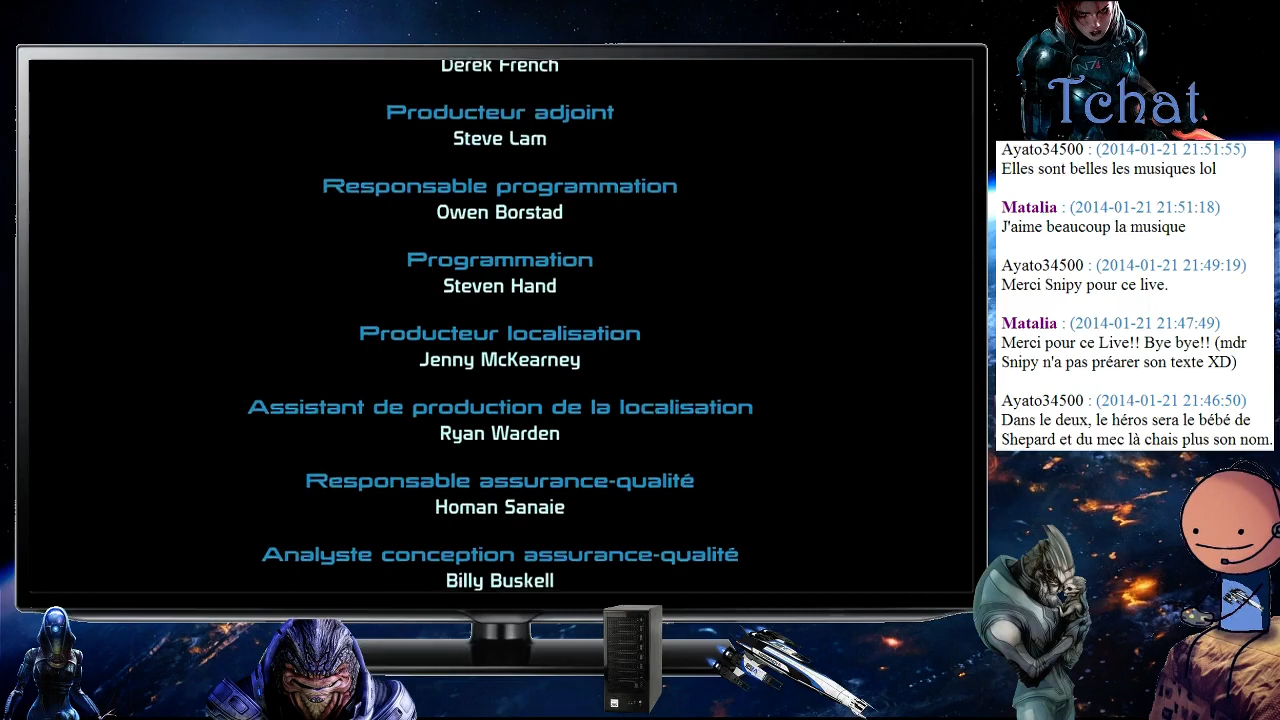 Derek French
Producteur adjoint
Steve Lam
Responsable programmation
Owen Borstad
Programmation
Steven Hand
Producteur localisation
Jenny McKearney
Assistant de production de la localisation
Ryan Warden
Responsable assurance-qualité
Homan Sanaie
Analyste conception assurance-qualité
Billy Buskell
N7
Tchat
Ayato34500 : (2014-01-21 21:51:55)
Elles sont belles les musiques lol
Matalia : (2014-01-21 21:51:18)
J'aime beaucoup la musique
Ayato34500 : (2014-01-21 21:49:19)
Merci Snipy pour ce live.
Matalia : (2014-01-21 21:47:49)
Merci pour ce Live!! Bye bye!! (mdr
Snipy n'a pas préarer son texte XD)
Ayato34500 : (2014-01-21 21:46:50)
Dans le deux, le héros sera le bébé de
Shepard et du mec là chais plus son nom.